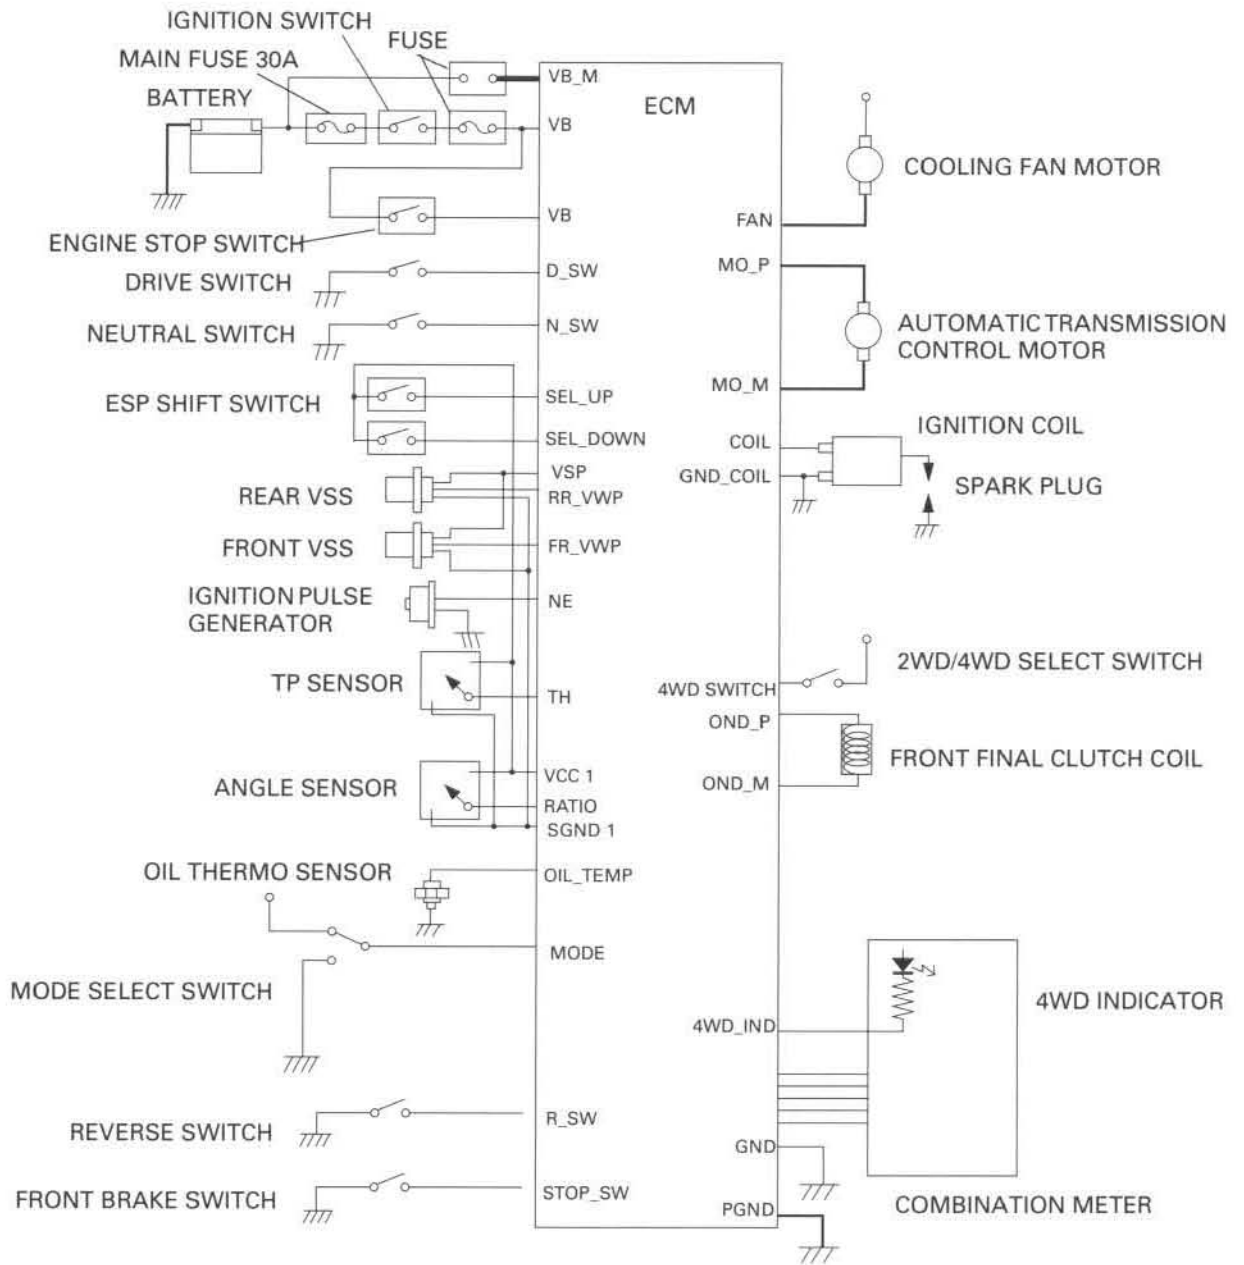 IGNITION SWITCH
FUSE
MAIN FUSE 30A
BATTERY
VB_M
ECM
VB
COOLING FAN MOTOR
VB
FAN
ENGINE STOP SWITCH
MO_P
D_SW
DRIVE SWITCH
N_SW
NEUTRAL SWITCH
AUTOMATIC TRANSMISSION
CONTROL MOTOR
MO_M
SEL_UP
ESP SHIFT SWITCH
IGNITION COIL
SEL_DOWN
COIL
VSP
GND_COIL
SPARK PLUG
REAR VSS
RR_VWP
FRONT VSS
FR_VWP
IGNITION PULSE
GENERATOR
NE
2WD/4WD SELECT SWITCH
TP SENSOR
TH
4WD SWITCH
OND_P
FRONT FINAL CLUTCH COIL
ANGLE SENSOR
VCC 1
OND_M
RATIO
SGND 1
OIL THERMO SENSOR
OIL_TEMP
MODE
MODE SELECT SWITCH
4WD INDICATOR
4WD_IND
R_SW
REVERSE SWITCH
GND
STOP_SW
FRONT BRAKE SWITCH
PGND
COMBINATION METER